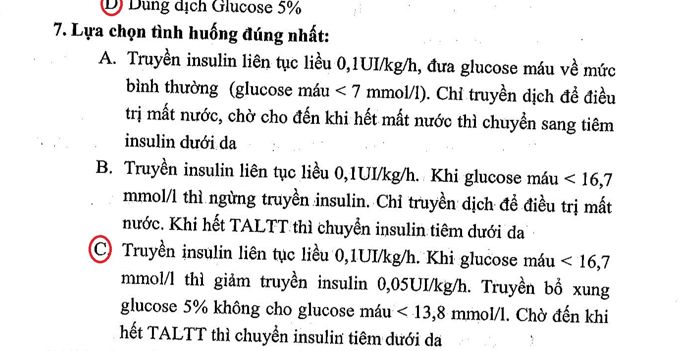 D) Dung dịch Glucose 5%
7. Lựa chọn tình huống đúng nhất:
A. Truyền insulin liên tục liều 0,1UI/kg/h, đưa glucose máu về mức
bình thường (glucose máu < 7 mmol/l). Chỉ truyền dịch để điều
trị mất nước, chờ cho đến khi hết mất nước thì chuyển sang tiêm
insulin dưới da
B. Truyền insulin liên tục liều 0,1UI/kg/h. Khi glucose máu < 16,7
mmol/l thì ngừng truyền insulin. Chỉ truyền dịch để điều trị mất
nước. Khi hết TALTT thì chuyển insulin tiêm dưới da
C. Truyền insulin liên tục liều 0,1UI/kg/h. Khi glucose máu < 16,7
mmol/l thì giảm truyền insulin 0,05UI/kg/h. Truyền bổ xung
glucose 5% không cho glucose máu < 13,8 mmol/l. Chờ đến khi
hết TALTT thì chuyển insulin tiêm dưới da